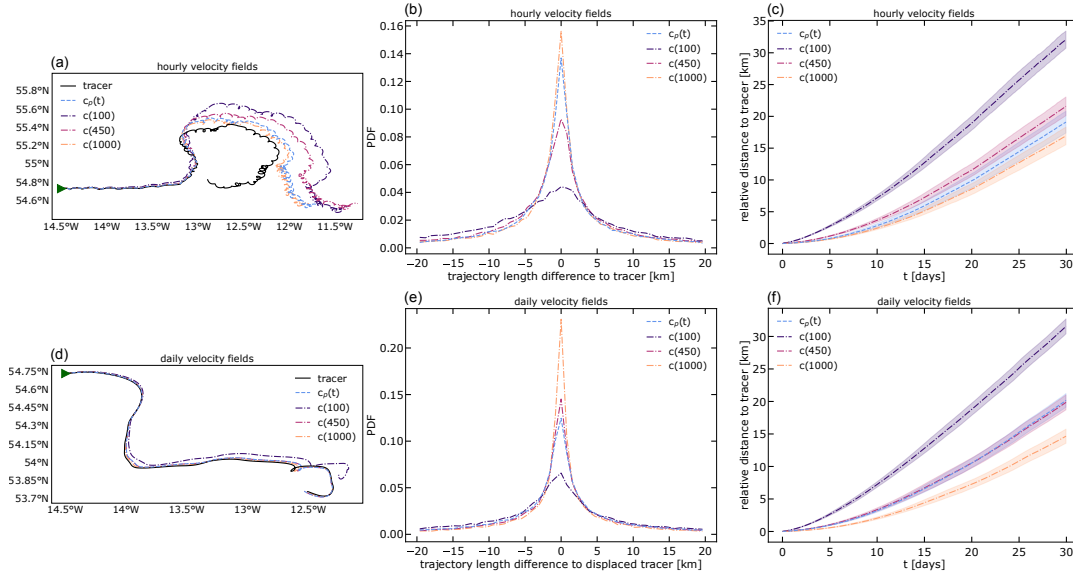 (a)
hourly velocity fields
tracer
cₚ(t)
c(100)
c(450)
c(1000)
55.8°N
55.6°N
55.4°N
55.2°N
55°N
54.8°N
54.6°N
14.5°W 14°W 13.5°W 13°W 12.5°W 12°W 11.5°W
(b)
hourly velocity fields
cₚ(t)
c(100)
c(450)
c(1000)
PDF
0.16
0.14
0.12
0.10
0.08
0.06
0.04
0.02
0.00
−20 −15 −10 −5 0 5 10 15 20
trajectory length difference to tracer [km]
(c)
hourly velocity fields
cₚ(t)
c(100)
c(450)
c(1000)
relative distance to tracer [km]
35
30
25
20
15
10
5
0
0 5 10 15 20 25 30
t [days]
(d)
daily velocity fields
tracer
cₚ(t)
c(100)
c(450)
c(1000)
54.75°N
54.6°N
54.45°N
54.3°N
54.15°N
54°N
53.85°N
53.7°N
14.5°W 14°W 13.5°W 13°W 12.5°W
(e)
daily velocity fields
cₚ(t)
c(100)
c(450)
c(1000)
PDF
0.20
0.15
0.10
0.05
0.00
−20 −15 −10 −5 0 5 10 15 20
trajectory length difference to displaced tracer [km]
(f)
daily velocity fields
cₚ(t)
c(100)
c(450)
c(1000)
relative distance to tracer [km]
30
25
20
15
10
5
0
0 5 10 15 20 25 30
t [days]